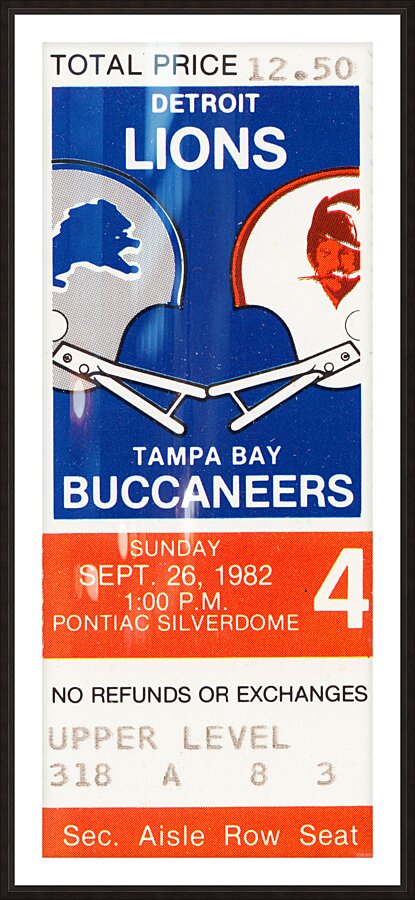 TOTAL PRICE 12.50
DETROIT
LIONS
TAMPA BAY
BUCCANEERS
SUNDAY
SEPT. 26, 1982
1:00 P.M.
PONTIAC SILVERDOME
4
NO REFUNDS OR EXCHANGES
UPPER LEVEL
318 A 8 3
Sec. Aisle Row Seat